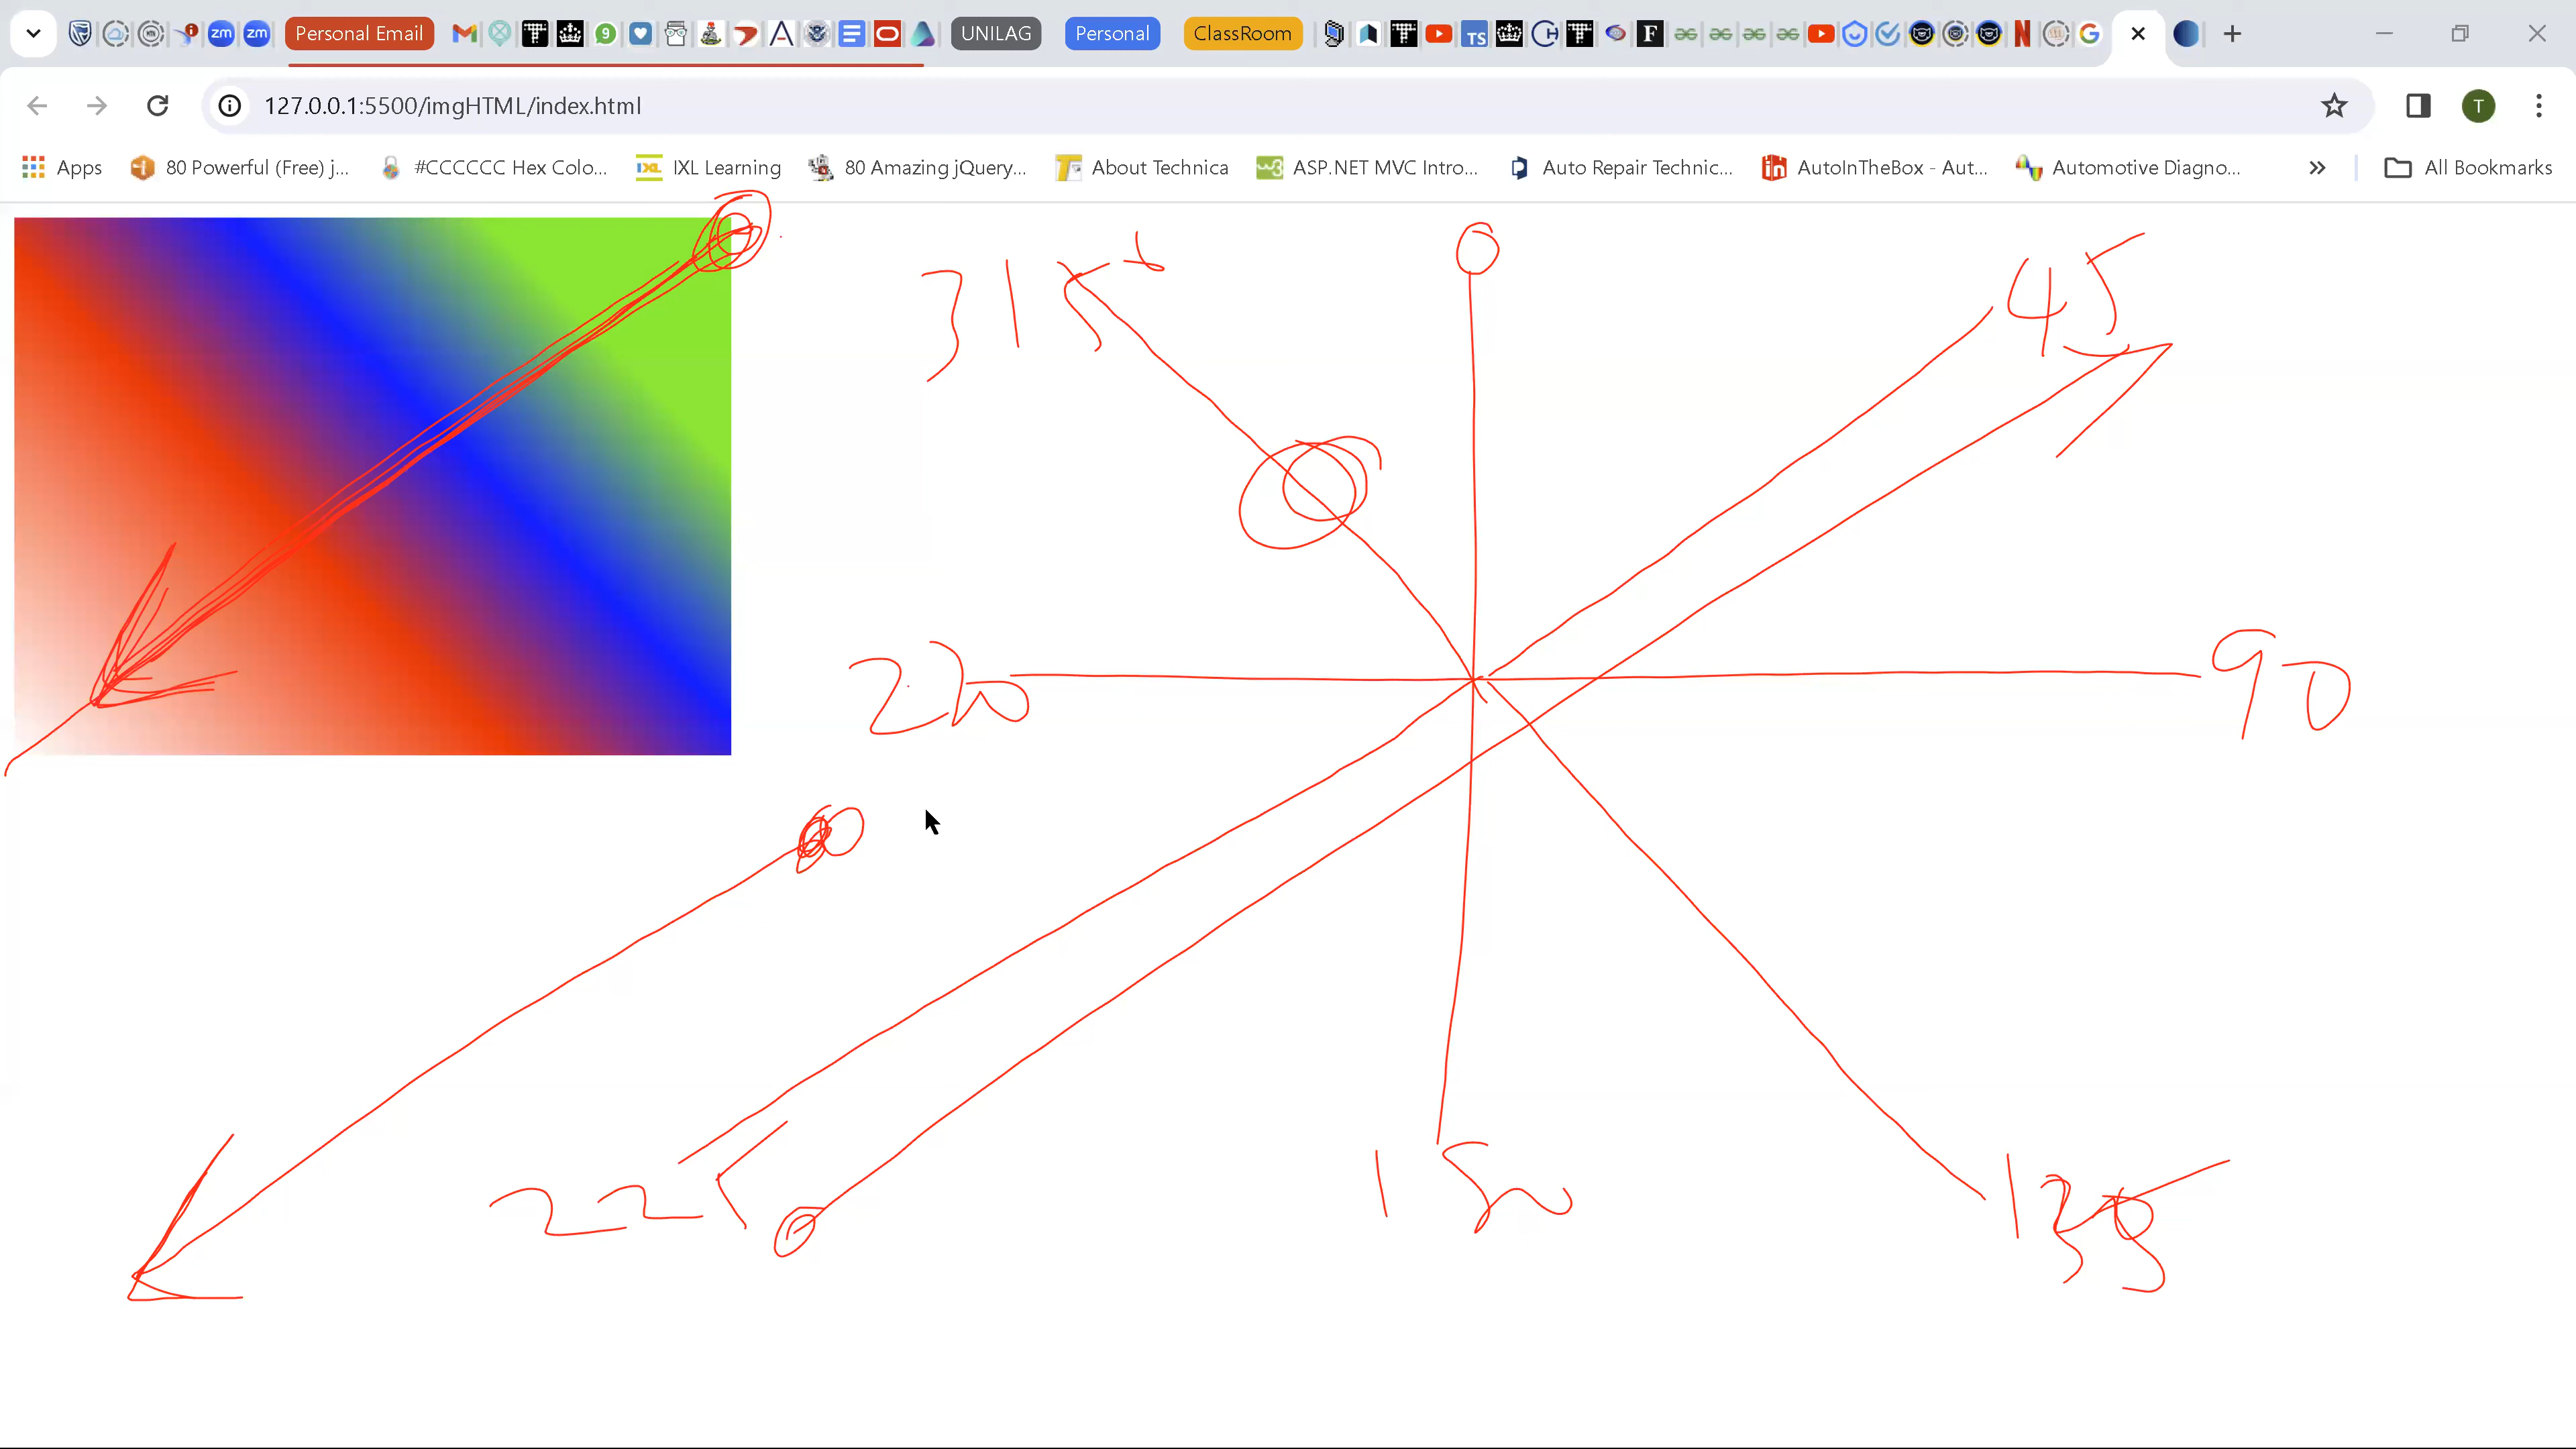 Personal Email UNILAG Personal ClassRoom
127.0.0.1:5500/imgHTML/index.html
Apps 80 Powerful (Free) j... #CCCCCC Hex Colo... IXL Learning 80 Amazing jQuery... About Technica ASP.NET MVC Intro... Auto Repair Technic... AutoInTheBox - Aut... Automotive Diagno... All Bookmarks
0
315
45
90
225
135